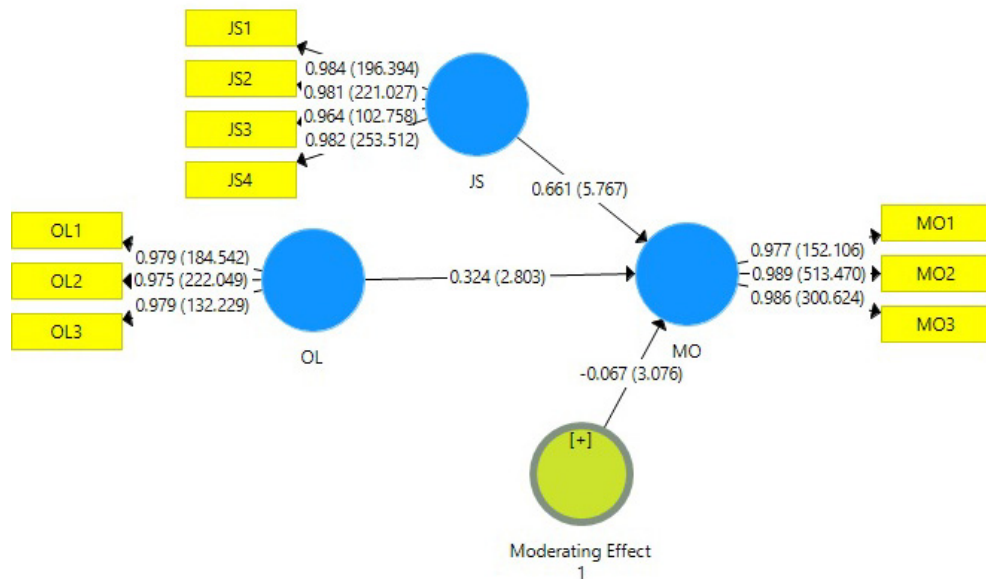 JS1
JS2
JS3
JS4
0.984 (196.394)
0.981 (221.027)
0.964 (102.758)
0.982 (253.512)
JS
0.661 (5.767)
OL1
OL2
OL3
0.979 (184.542)
0.975 (222.049)
0.979 (132.229)
OL
0.324 (2.803)
MO
0.977 (152.106)
0.989 (513.470)
0.986 (300.624)
MO1
MO2
MO3
-0.067 (3.076)
[+]
Moderating Effect
1